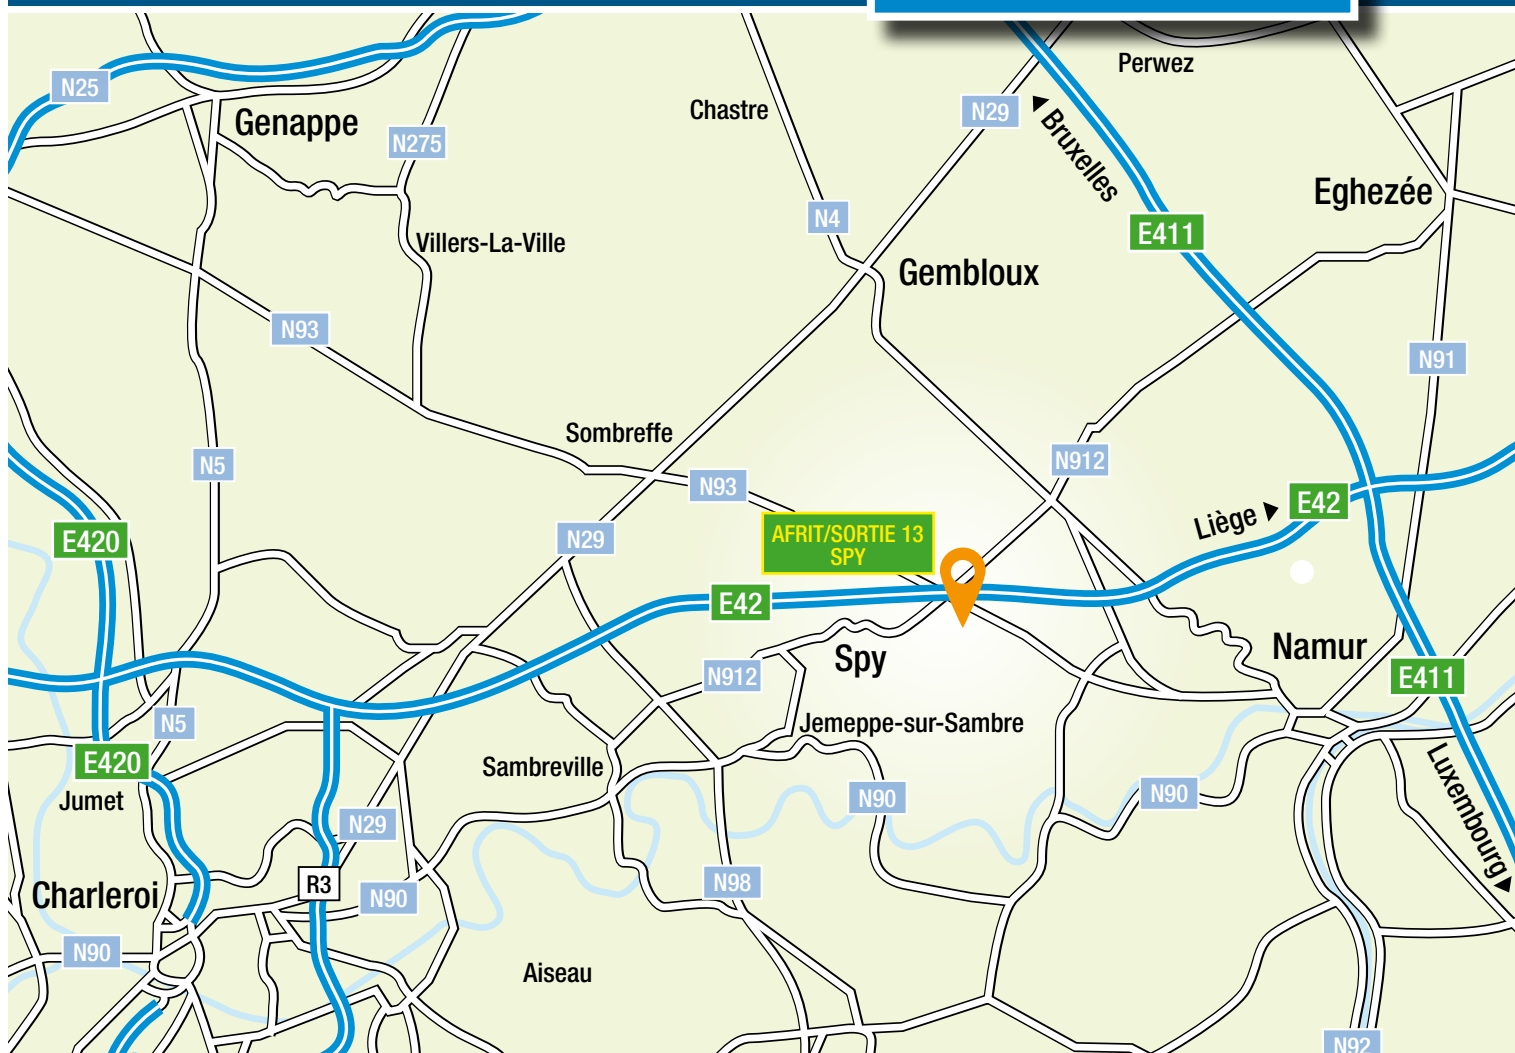 Perwez
N25
Chastre
N29
Genappe
N275
Bruxelles
Eghezée
N4
E411
Villers-La-Ville
Gembloux
N93
N91
Sombreffe
N5
N912
N93
E42
Liège
AFRIT/SORTIE 13
SPY
E420
N29
E42
Namur
Spy
N912
E411
N5
Jemeppe-sur-Sambre
E420
Sambreville
Jumet
N90
N90
Luxembourg
N29
R3
N98
Charleroi
N90
N90
Aiseau
N92